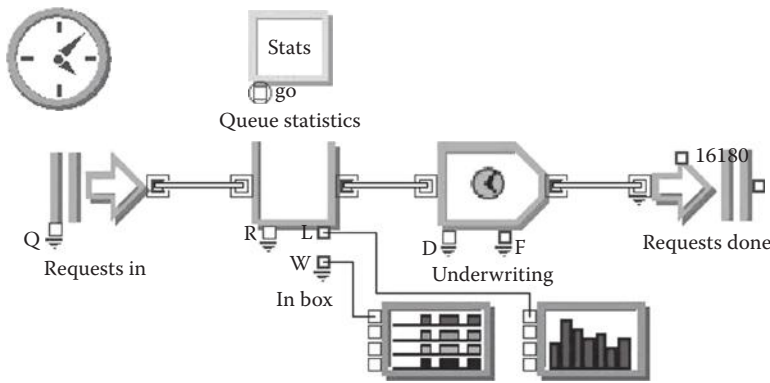 Stats
go
Queue statistics
16180
Q
R
L
D
F
Requests in
W
Underwriting
Requests done
In box